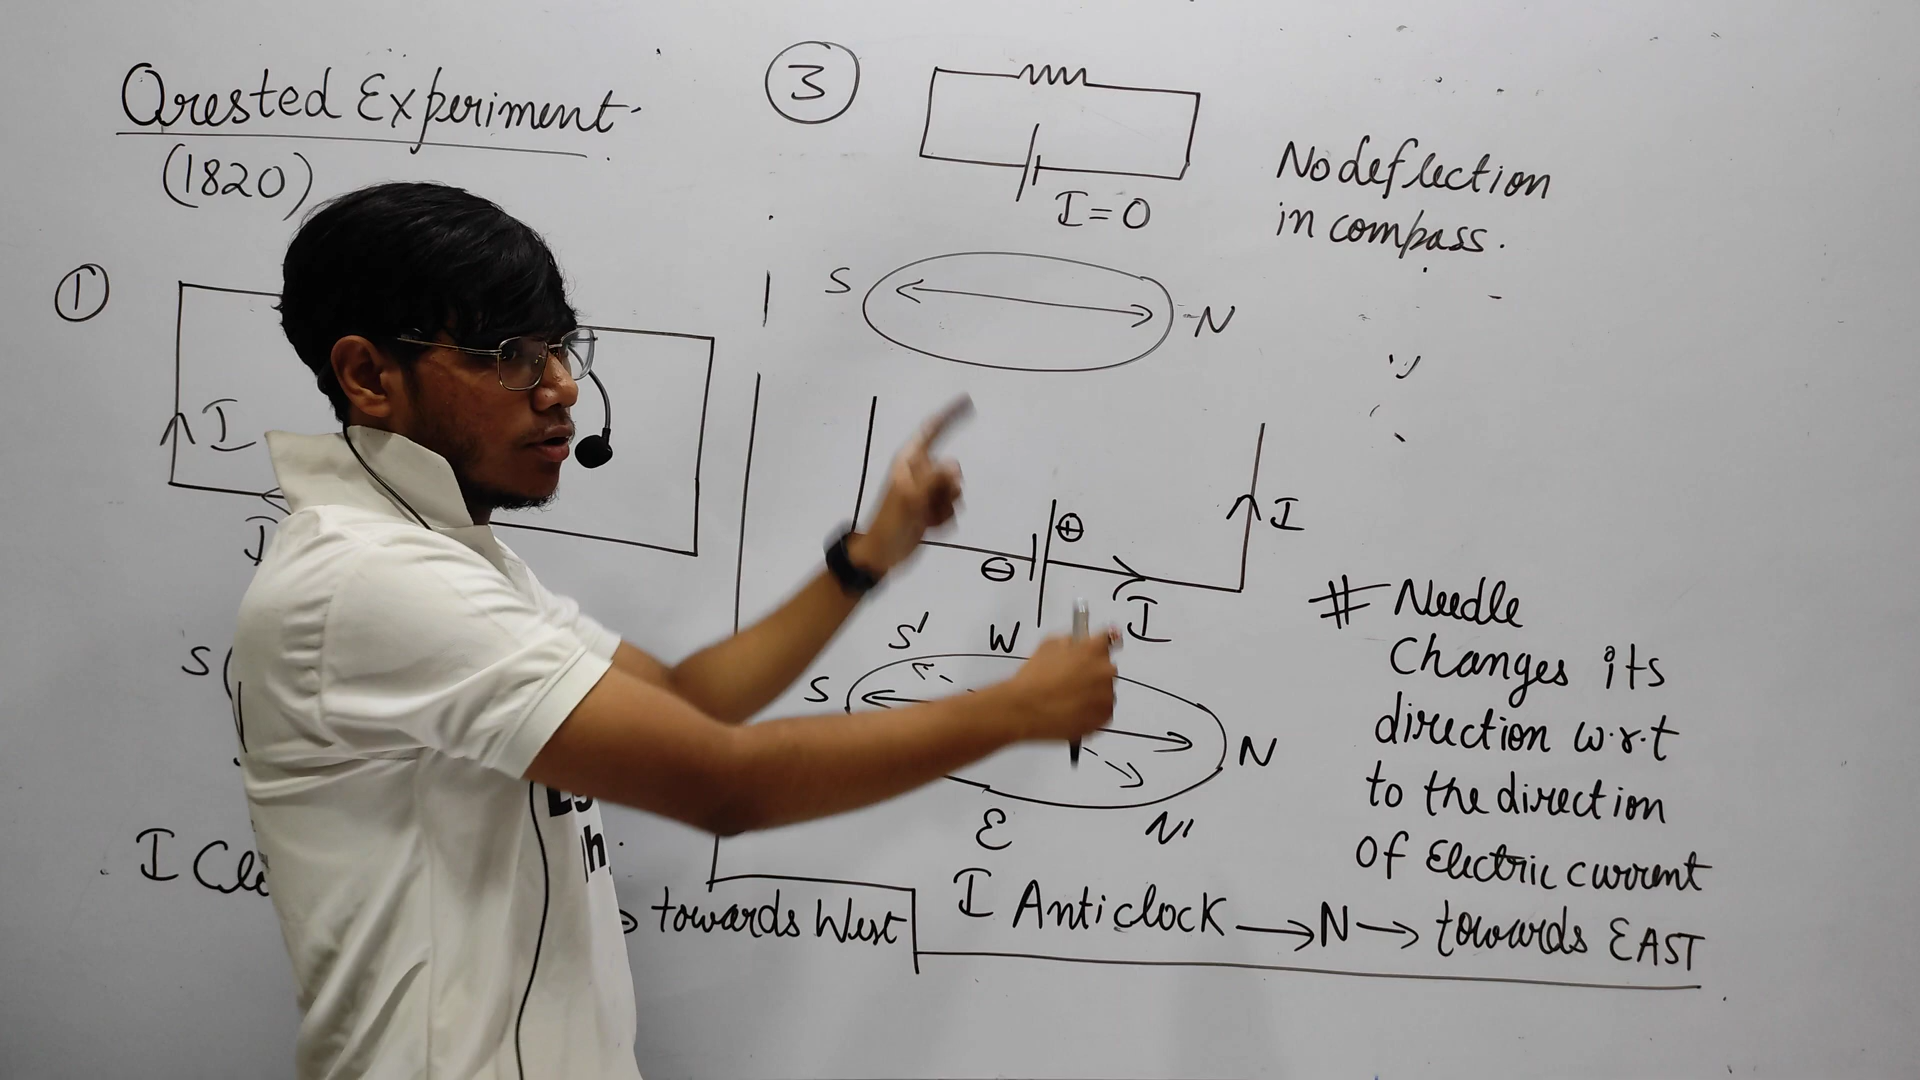 Orested Experiment
(1820)
①
I
I
S
I
towards West
③
I = 0
No deflection
in compass.
S
N
⊕
⊖
I
I
S'
W
S
N
E
N'
# Needle
Changes its
direction w.r.t
to the direction
of Electric current
I Anticlock → N → towards EAST